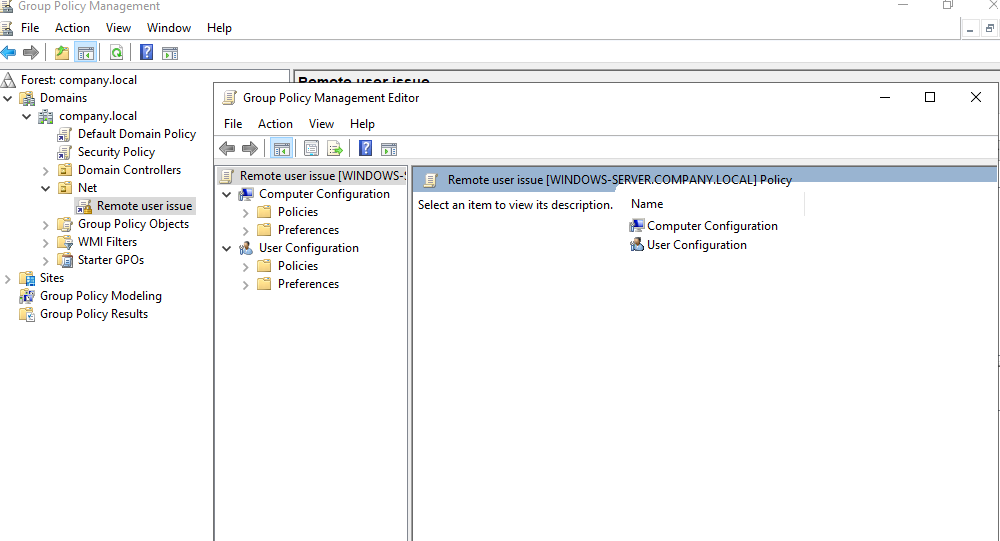 Group Policy Management
File Action View Window Help
Forest: company.local
Domains
company.local
Default Domain Policy
Security Policy
Domain Controllers
Net
Remote user issue
Group Policy Objects
WMI Filters
Starter GPOs
Sites
Group Policy Modeling
Group Policy Results
Remote user issue
Group Policy Management Editor
File Action View Help
Remote user issue [WINDOWS-S
Computer Configuration
Policies
Preferences
User Configuration
Policies
Preferences
Remote user issue [WINDOWS-SERVER.COMPANY.LOCAL] Policy
Select an item to view its description.
Name
Computer Configuration
User Configuration